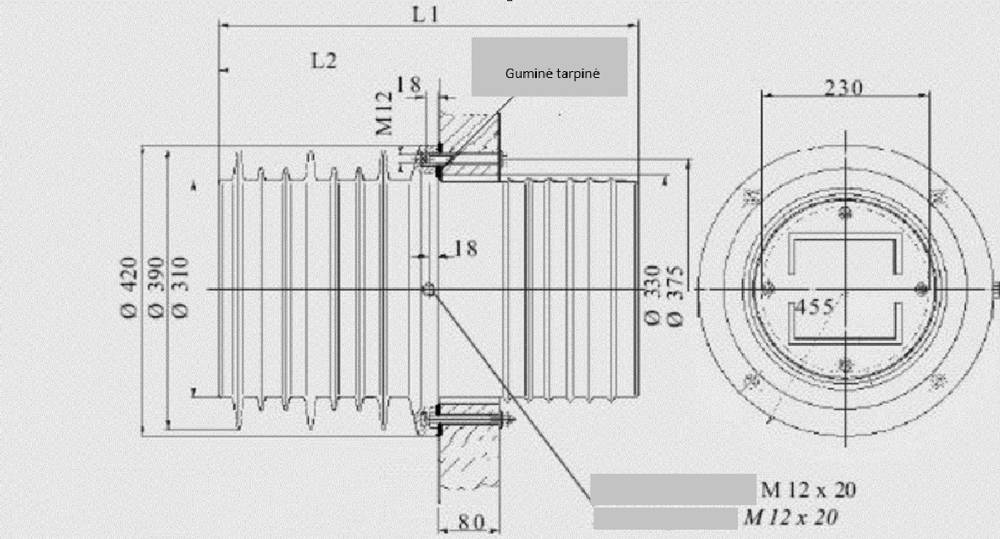 L1
L2
Guminė tarpinė
18
M12
230
18
Ø 420
Ø 390
Ø 310
Ø 330
Ø 375
455
M 12 x 20
M 12 x 20
80